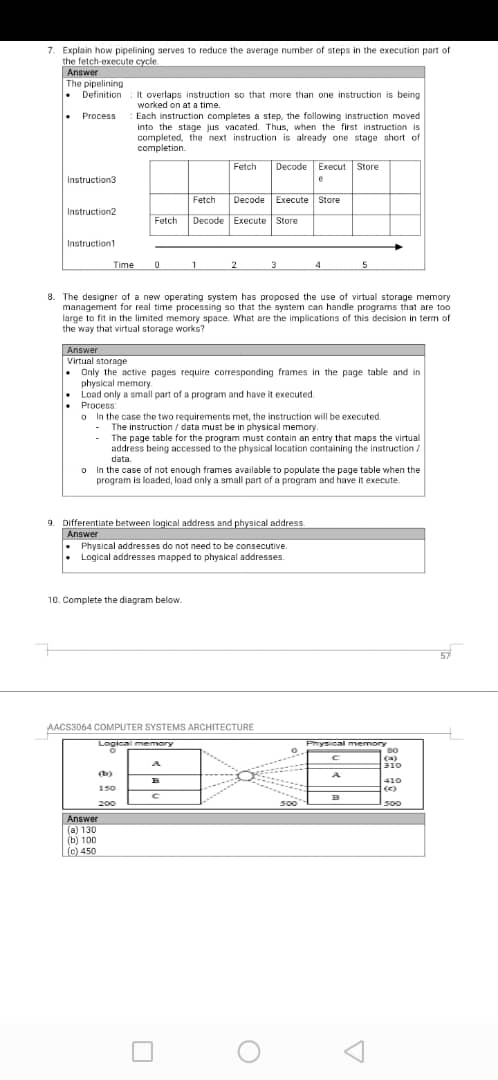 7. Explain how pipelining serves to reduce the average number of steps in the execution part of
the fetch-execute cycle.
Answer
The pipelining
• Definition : It overlaps instruction so that more than one instruction is being
worked on at a time.
• Process : Each instruction completes a step, the following instruction moved
into the stage jus vacated. Thus, when the first instruction is
completed, the next instruction is already one stage short of
completion.
Fetch Decode Execut Store
e
Instruction3
Fetch Decode Execute Store
Instruction2
Fetch Decode Execute Store
Instruction1
Time 0 1 2 3 4 5
8. The designer of a new operating system has proposed the use of virtual storage memory
management for real time processing so that the system can handle programs that are too
large to fit in the limited memory space. What are the implications of this decision in term of
the way that virtual storage works?
Answer
Virtual storage
• Only the active pages require corresponding frames in the page table and in
physical memory.
• Load only a small part of a program and have it executed.
• Process:
o In the case the two requirements met, the instruction will be executed.
- The instruction / data must be in physical memory.
- The page table for the program must contain an entry that maps the virtual
address being accessed to the physical location containing the instruction /
data.
o In the case of not enough frames available to populate the page table when the
program is loaded, load only a small part of a program and have it execute.
9. Differentiate between logical address and physical address.
Answer
• Physical addresses do not need to be consecutive.
• Logical addresses mapped to physical addresses.
10. Complete the diagram below.
57
AACS3064 COMPUTER SYSTEMS ARCHITECTURE
Logical memory Physical memory
0 0 80
C (a)
A 310
(b) A
B 410
150 (c)
C B
200 500 500
Answer
(a) 130
(b) 100
(c) 450